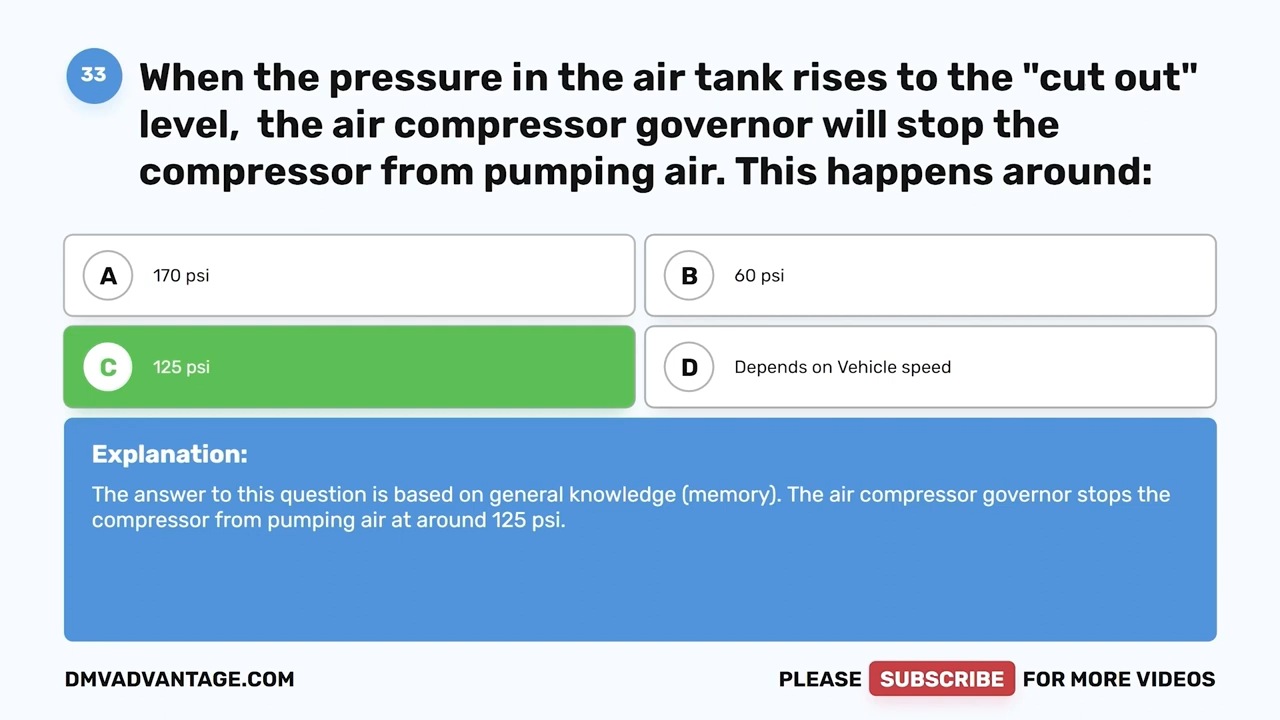 33
When the pressure in the air tank rises to the "cut out"
level,  the air compressor governor will stop the
compressor from pumping air. This happens around:
A 170 psi
B 60 psi
C 125 psi
D Depends on Vehicle speed
Explanation:
The answer to this question is based on general knowledge (memory). The air compressor governor stops the
compressor from pumping air at around 125 psi.
DMVADVANTAGE.COM
PLEASE SUBSCRIBE FOR MORE VIDEOS